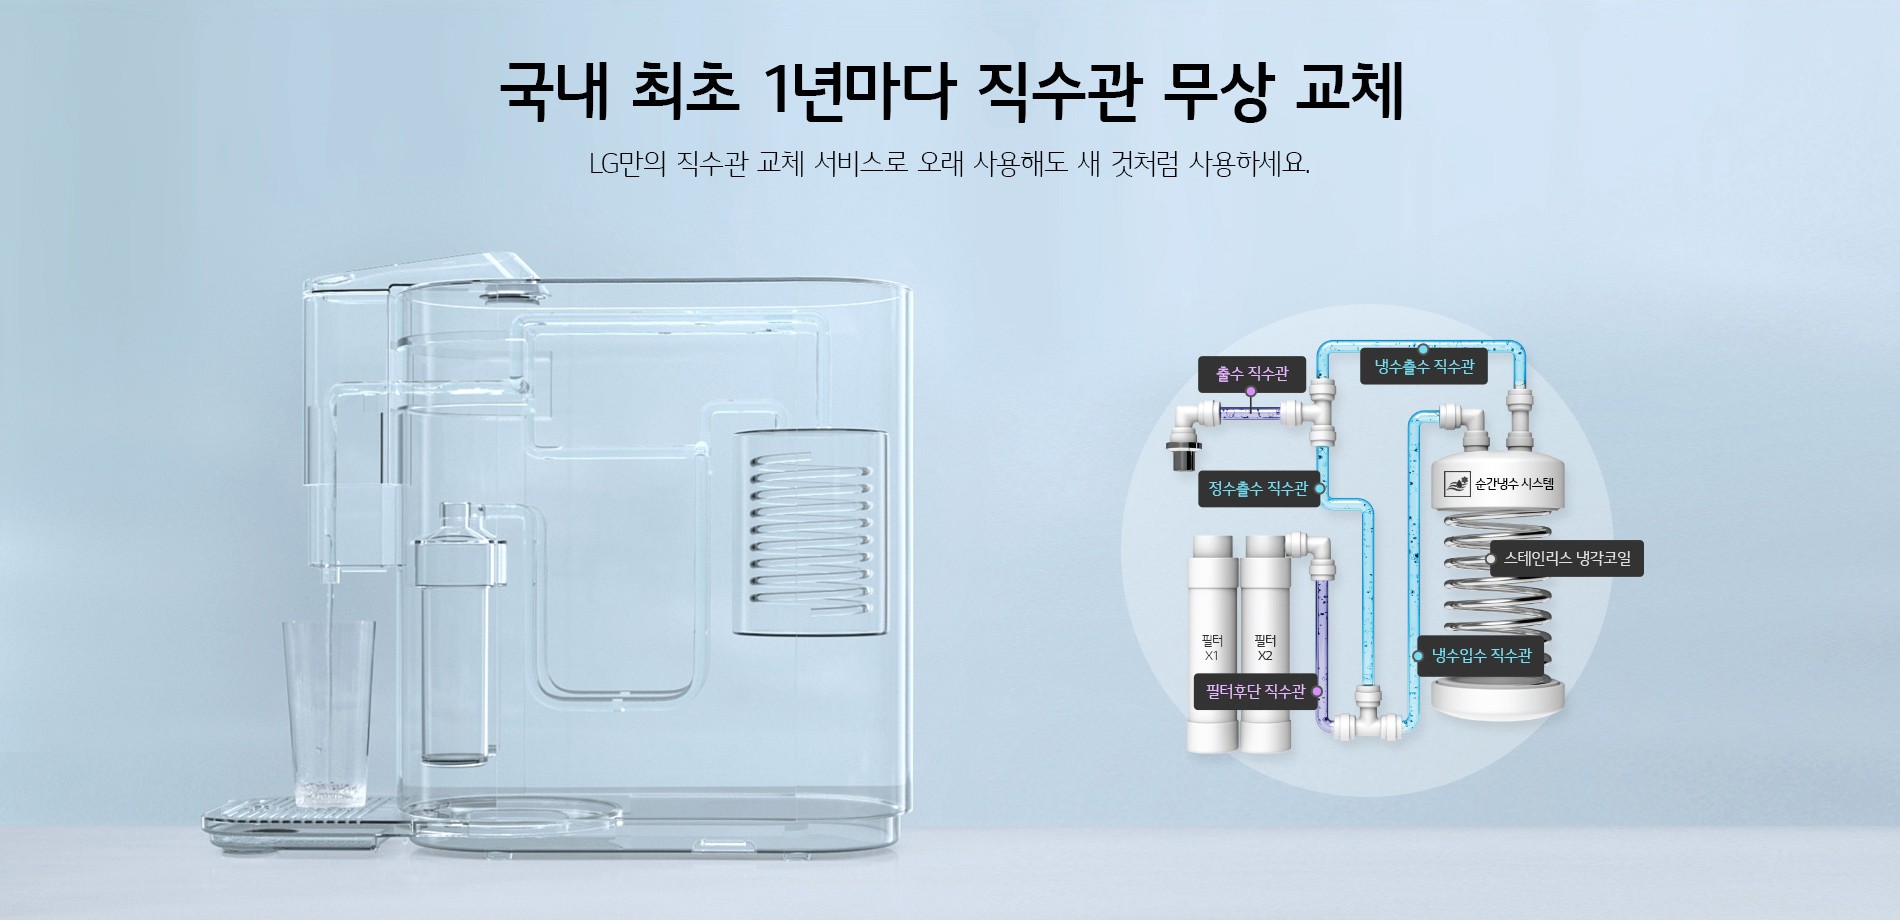 국내 최초 1년마다 직수관 무상 교체
LG만의 직수관 교체 서비스로 오래 사용해도 새 것처럼 사용하세요.
출수 직수관
냉수출수 직수관
정수출수 직수관
순간냉수 시스템
스테인리스 냉각코일
필터
X1
필터
X2
냉수입수 직수관
필터후단 직수관